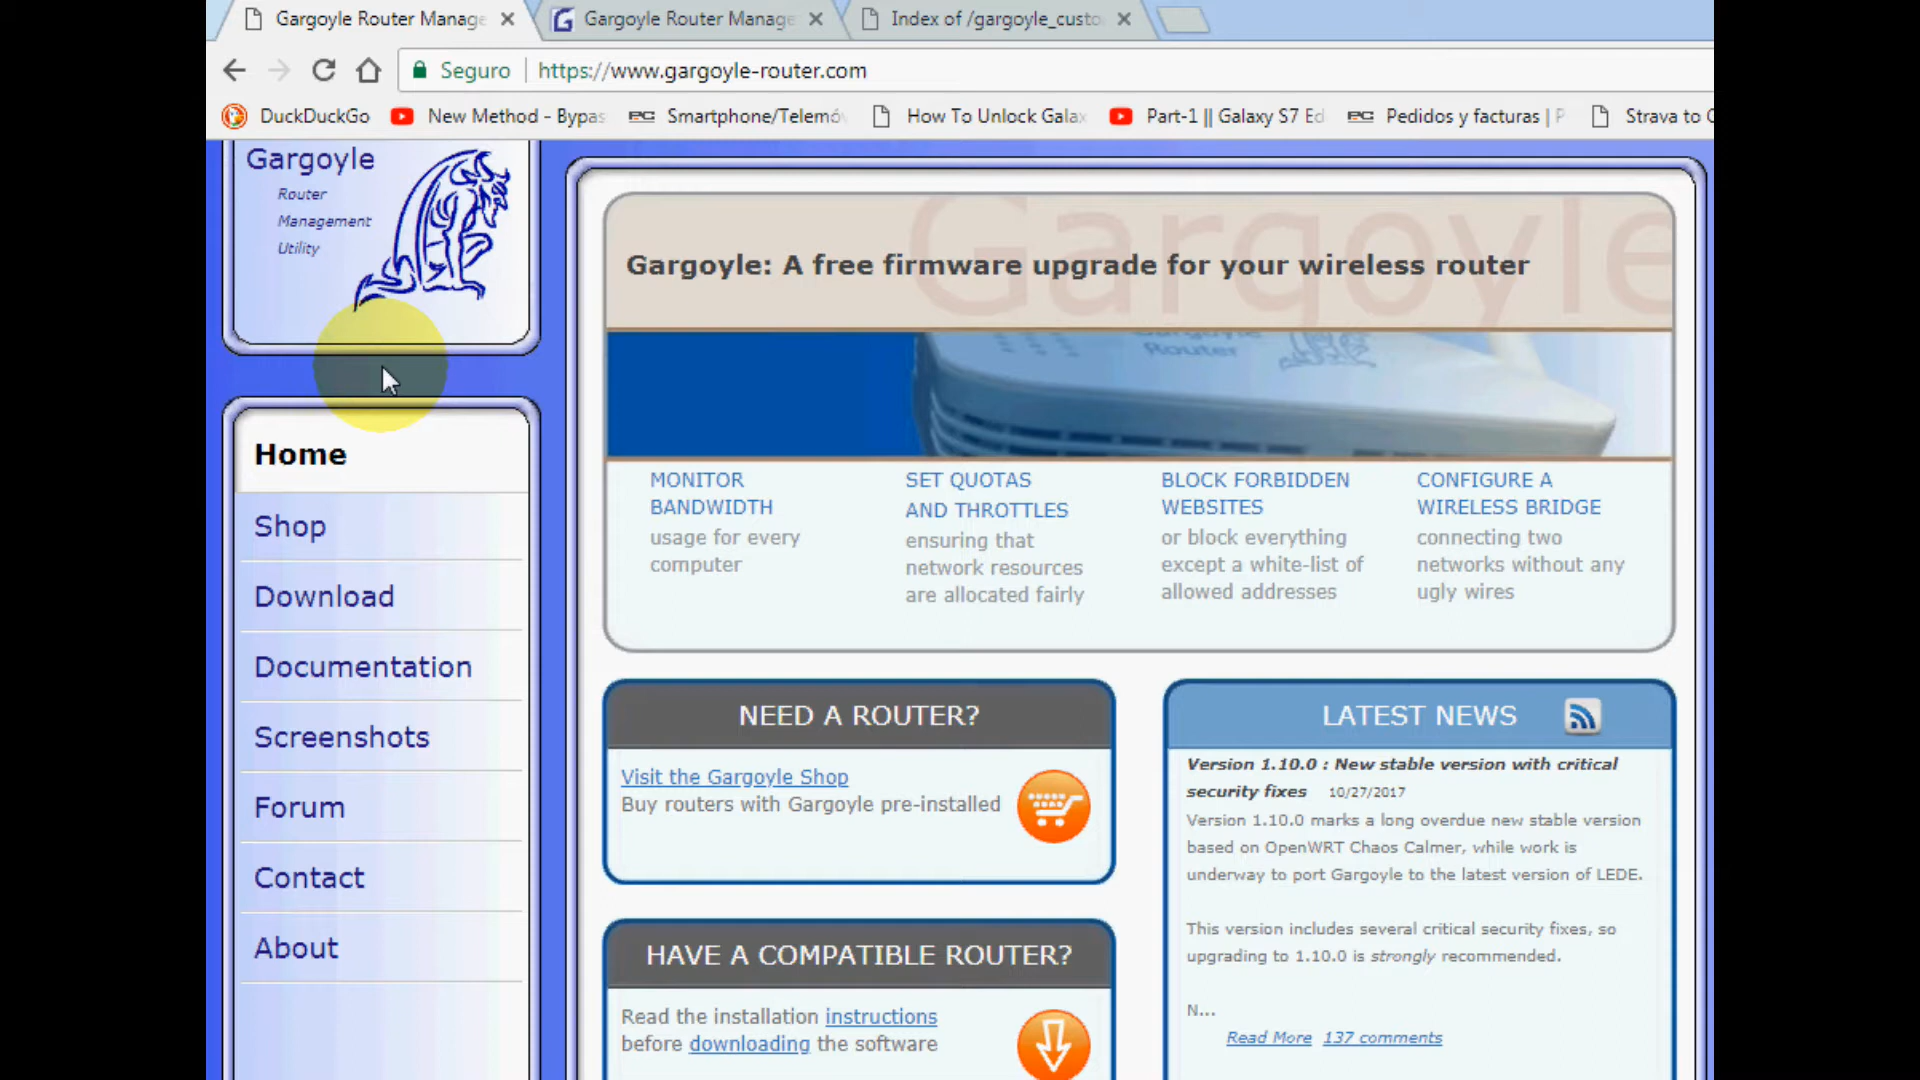 Gargoyle Router Manage
Gargoyle Router Manage
Index of /gargoyle_custo
Seguro https://www.gargoyle-router.com
DuckDuckGo New Method - Bypas Smartphone/Telemó How To Unlock Galax Part-1 || Galaxy S7 Ed Pedidos y facturas | P Strava to
Gargoyle
Router
Management
Utility
Home
Shop
Download
Documentation
Screenshots
Forum
Contact
About
Gargoyle
Gargoyle: A free firmware upgrade for your wireless router
Router
MONITOR
BANDWIDTH
usage for every
computer
SET QUOTAS
AND THROTTLES
ensuring that
network resources
are allocated fairly
BLOCK FORBIDDEN
WEBSITES
or block everything
except a white-list of
allowed addresses
CONFIGURE A
WIRELESS BRIDGE
connecting two
networks without any
ugly wires
NEED A ROUTER?
Visit the Gargoyle Shop
Buy routers with Gargoyle pre-installed
HAVE A COMPATIBLE ROUTER?
Read the installation instructions
before downloading the software
LATEST NEWS
Version 1.10.0 : New stable version with critical
security fixes 10/27/2017
Version 1.10.0 marks a long overdue new stable version
based on OpenWRT Chaos Calmer, while work is
underway to port Gargoyle to the latest version of LEDE.
This version includes several critical security fixes, so
upgrading to 1.10.0 is strongly recommended.
N...
Read More 137 comments